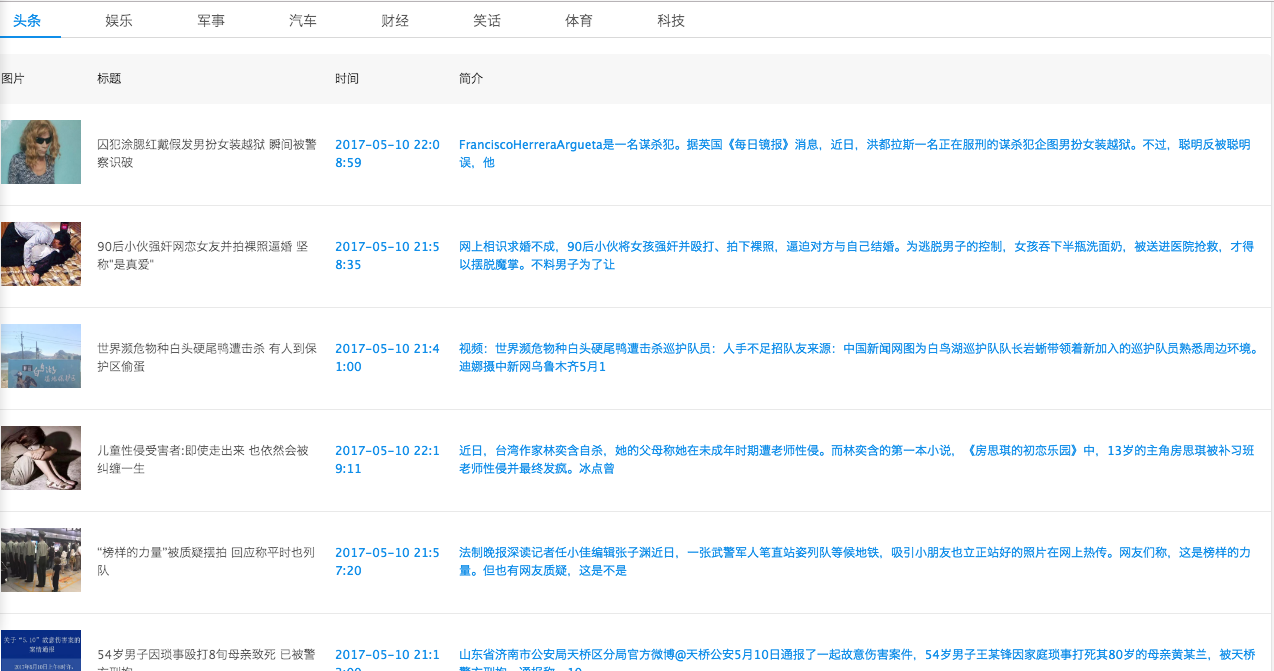 头条 娱乐 军事 汽车 财经 笑话 体育 科技
图片 标题 时间 简介
囚犯涂腮红戴假发男扮女装越狱 瞬间被警
察识破
2017-05-10 22:0
8:59
FranciscoHerreraArgueta是一名谋杀犯。据英国《每日镜报》消息，近日，洪都拉斯一名正在服刑的谋杀犯企图男扮女装越狱。不过，聪明反被聪明
误，他
90后小伙强奸网恋女友并拍裸照逼婚 坚
称"是真爱"
2017-05-10 21:5
8:35
网上相识求婚不成，90后小伙将女孩强奸并殴打、拍下裸照，逼迫对方与自己结婚。为逃脱男子的控制，女孩吞下半瓶洗面奶，被送进医院抢救，才得
以摆脱魔掌。不料男子为了让
世界濒危物种白头硬尾鸭遭击杀 有人到保
护区偷蛋
2017-05-10 21:4
1:00
视频：世界濒危物种白头硬尾鸭遭击杀巡护队员：人手不足招队友来源：中国新闻网图为白鸟湖巡护队队长岩蜥带领着新加入的巡护队员熟悉周边环境。
迪娜摄中新网乌鲁木齐5月1
儿童性侵受害者:即使走出来 也依然会被
纠缠一生
2017-05-10 22:1
9:11
近日，台湾作家林奕含自杀，她的父母称她在未成年时期遭老师性侵。而林奕含的第一本小说，《房思琪的初恋乐园》中，13岁的主角房思琪被补习班
老师性侵并最终发疯。冰点曾
"榜样的力量"被质疑摆拍 回应称平时也列
队
2017-05-10 21:5
7:20
法制晚报深读记者任小佳编辑张子渊近日，一张武警军人笔直站姿列队等候地铁，吸引小朋友也立正站好的照片在网上热传。网友们称，这是榜样的力
量。但也有网友质疑，这是不是
关于"5.10"故意伤害案的
案情通报
54岁男子因琐事殴打8旬母亲致死 已被警
2017-05-10 21:1
山东省济南市公安局天桥区分局官方微博@天桥公安5月10日通报了一起故意伤害案件，54岁男子王某锋因家庭琐事打死其80岁的母亲黄某兰，被天桥